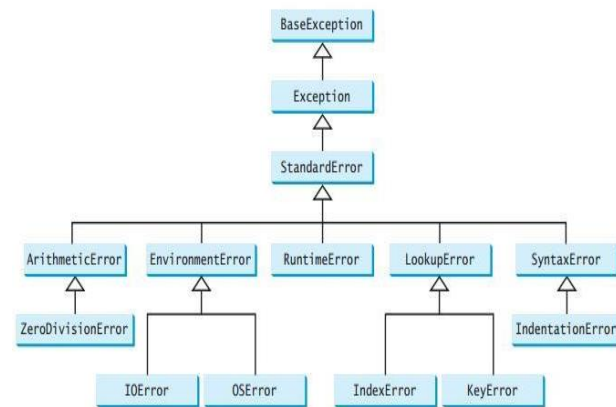 BaseException
Exception
StandardError
ArithmeticError EnvironmentError RuntimeError LookupError SyntaxError
ZeroDivisionError IndentationError
IOError OSError IndexError KeyError